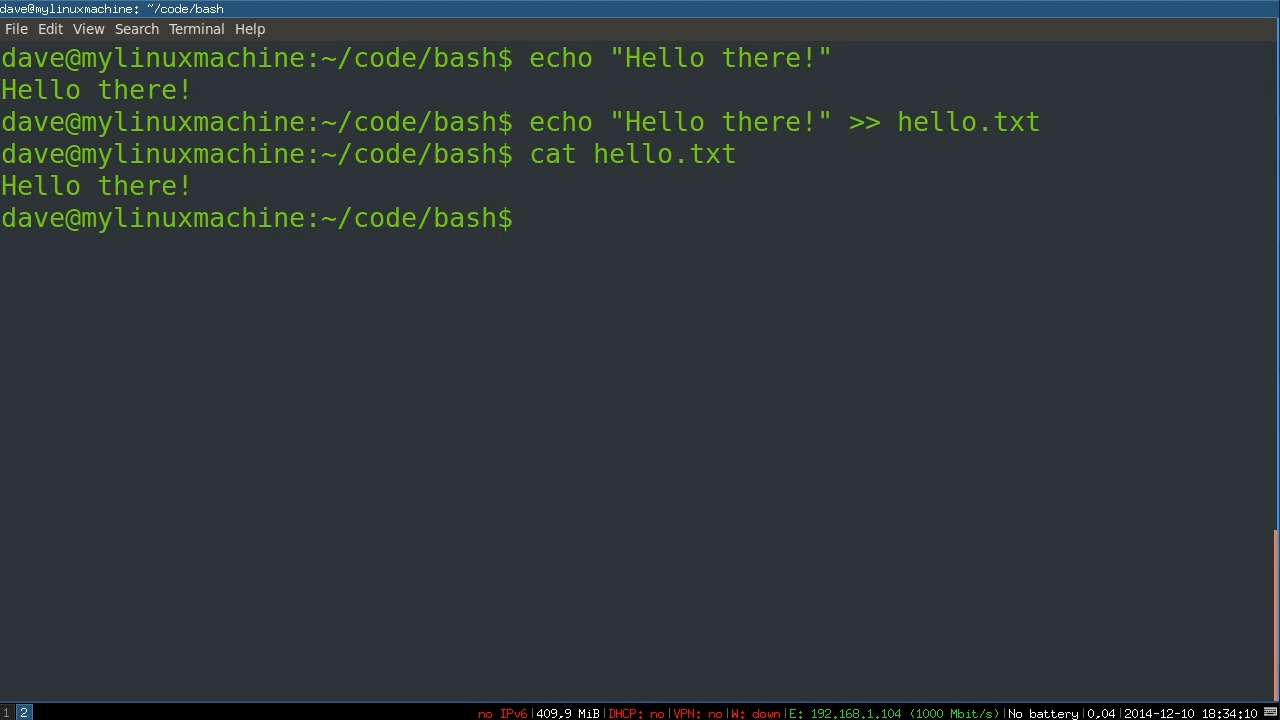 dave@mylinuxmachine: ~/code/bash
File Edit View Search Terminal Help
dave@mylinuxmachine:~/code/bash$ echo "Hello there!"
Hello there!
dave@mylinuxmachine:~/code/bash$ echo "Hello there!" >> hello.txt
dave@mylinuxmachine:~/code/bash$ cat hello.txt
Hello there!
dave@mylinuxmachine:~/code/bash$
1 2 no IPv6|409,9 MiB|DHCP: no|VPN: no|W: down|E: 192.168.1.104 (1000 Mbit/s)|No battery|0,04|2014-12-10 18:34:10